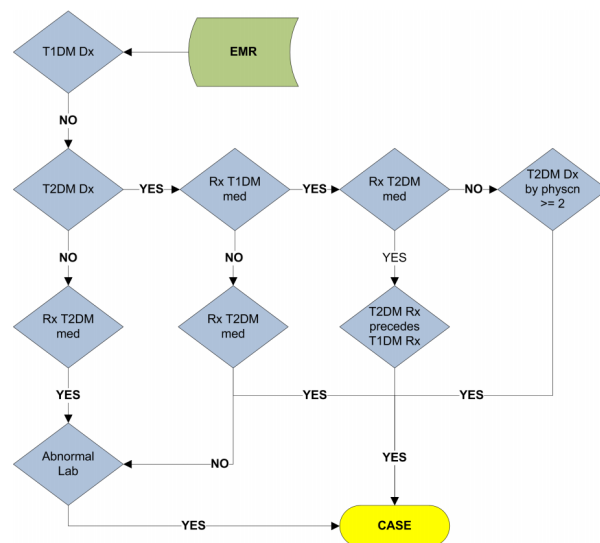 T1DM Dx
EMR
NO
T2DM Dx
YES
Rx T1DM
med
YES
Rx T2DM
med
NO
T2DM Dx
by physcn
>= 2
NO
NO
YES
Rx T2DM
med
Rx T2DM
med
T2DM Rx
precedes
T1DM Rx
YES
YES
YES
Abnormal
Lab
NO
YES
YES
CASE